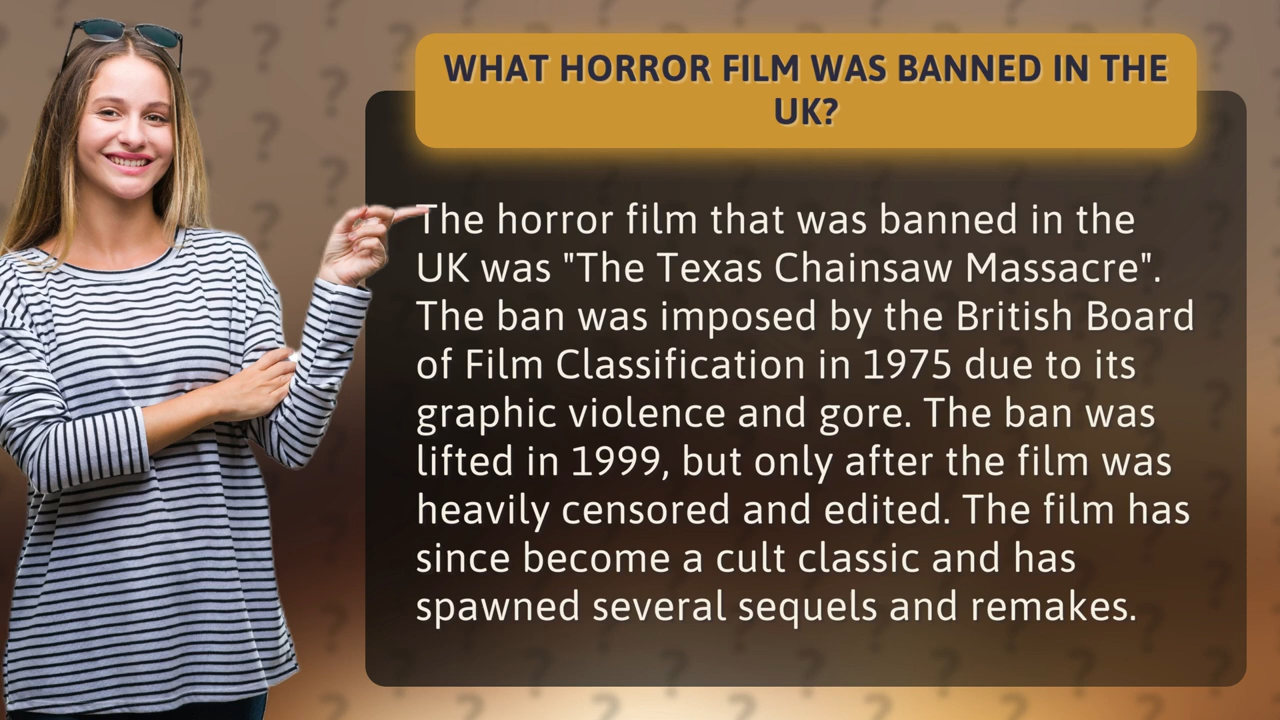 WHAT HORROR FILM WAS BANNED IN THE
UK?
The horror film that was banned in the
UK was "The Texas Chainsaw Massacre".
The ban was imposed by the British Board
of Film Classification in 1975 due to its
graphic violence and gore. The ban was
lifted in 1999, but only after the film was
heavily censored and edited. The film has
since become a cult classic and has
spawned several sequels and remakes.